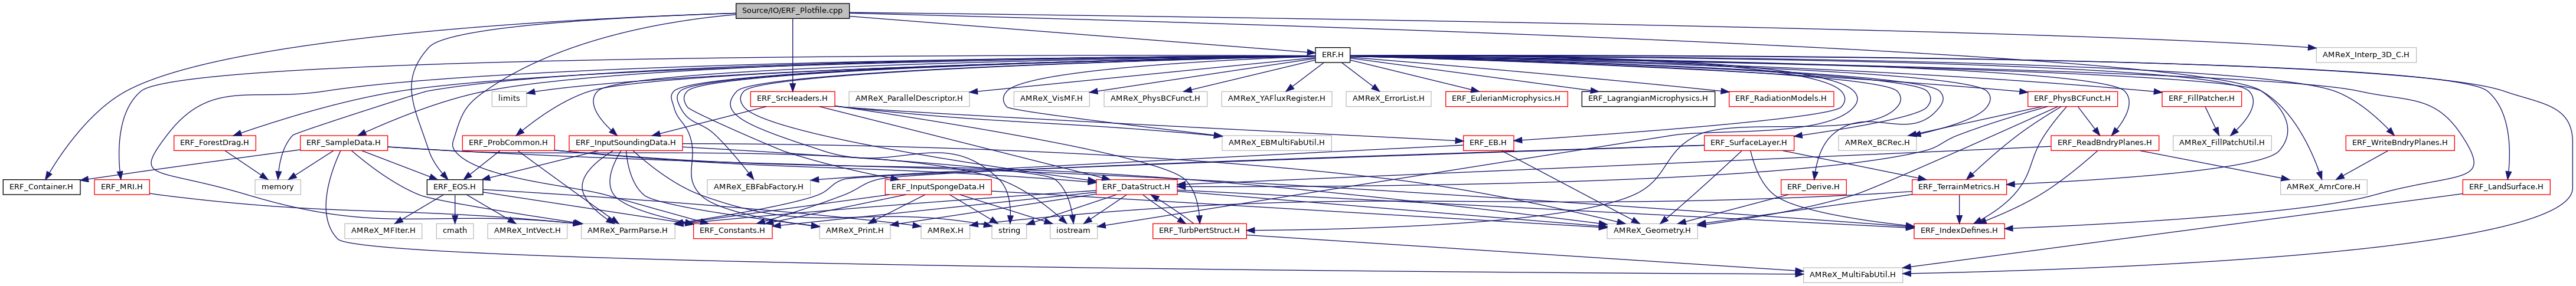 Source/IO/ERF_Plotfile.cpp
ERF.H
AMReX_Interp_3D_C.H
limits
ERF_SrcHeaders.H
AMReX_ParallelDescriptor.H
AMReX_VisMF.H
AMReX_PhysBCFunct.H
AMReX_YAFluxRegister.H
AMReX_ErrorList.H
ERF_EulerianMicrophysics.H
ERF_LagrangianMicrophysics.H
ERF_RadiationModels.H
ERF_PhysBCFunct.H
ERF_FillPatcher.H
ERF_ForestDrag.H
ERF_SampleData.H
ERF_ProbCommon.H
ERF_InputSoundingData.H
AMReX_EBMultiFabUtil.H
ERF_EB.H
ERF_SurfaceLayer.H
AMReX_BCRec.H
ERF_ReadBndryPlanes.H
AMReX_FillPatchUtil.H
ERF_WriteBndryPlanes.H
ERF_Container.H
ERF_MRI.H
memory
ERF_EOS.H
AMReX_EBFabFactory.H
ERF_InputSpongeData.H
ERF_DataStruct.H
ERF_Derive.H
ERF_TerrainMetrics.H
AMReX_AmrCore.H
ERF_LandSurface.H
AMReX_MFIter.H
cmath
AMReX_IntVect.H
AMReX_ParmParse.H
ERF_Constants.H
AMReX_Print.H
AMReX.H
string
iostream
ERF_TurbPertStruct.H
AMReX_Geometry.H
ERF_IndexDefines.H
AMReX_MultiFabUtil.H